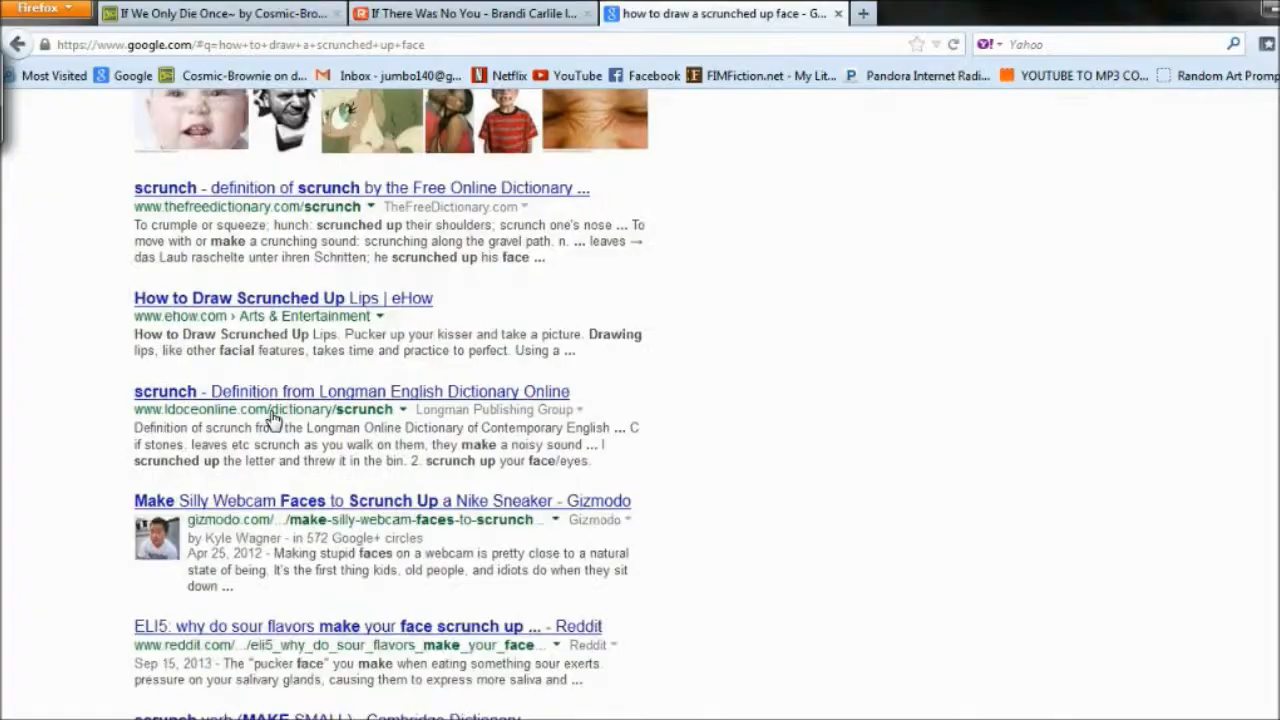 Firefox
If We Only Die Once~ by Cosmic-Bro...
If There Was No You - Brandi Carlile l...
how to draw a scrunched up face - G...
https://www.google.com/#q=how+to+draw+a+scrunched+up+face
Yahoo
Most Visited Google Cosmic-Brownie on d... Inbox - jumbo140@g... Netflix YouTube Facebook FIMFiction.net - My Lit... Pandora Internet Radi... YOUTUBE TO MP3 CO... Random Art Promp
scrunch - definition of scrunch by the Free Online Dictionary ...
www.thefreedictionary.com/scrunch TheFreeDictionary.com
To crumple or squeeze; hunch: scrunched up their shoulders; scrunch one's nose ... To
move with or make a crunching sound: scrunching along the gravel path. n. ... leaves →
das Laub raschelte unter ihren Schritten; he scrunched up his face ...
How to Draw Scrunched Up Lips | eHow
www.ehow.com › Arts & Entertainment
How to Draw Scrunched Up Lips. Pucker up your kisser and take a picture. Drawing
lips, like other facial features, takes time and practice to perfect. Using a ...
scrunch - Definition from Longman English Dictionary Online
www.ldoceonline.com/dictionary/scrunch Longman Publishing Group
Definition of scrunch from the Longman Online Dictionary of Contemporary English ... C
if stones, leaves etc scrunch as you walk on them, they make a noisy sound ... I
scrunched up the letter and threw it in the bin. 2. scrunch up your face/eyes.
Make Silly Webcam Faces to Scrunch Up a Nike Sneaker - Gizmodo
gizmodo.com/.../make-silly-webcam-faces-to-scrunch... Gizmodo
by Kyle Wagner - in 572 Google+ circles
Apr 25, 2012 - Making stupid faces on a webcam is pretty close to a natural
state of being. It's the first thing kids, old people, and idiots do when they sit
down ...
ELI5: why do sour flavors make your face scrunch up ... - Reddit
www.reddit.com/.../eli5_why_do_sour_flavors_make_your_face... Reddit
Sep 15, 2013 - The "pucker face" you make when eating something sour exerts
pressure on your salivary glands, causing them to express more saliva and ...
scrunch verb (MAKE SMALL) - Cambridge Dictionary